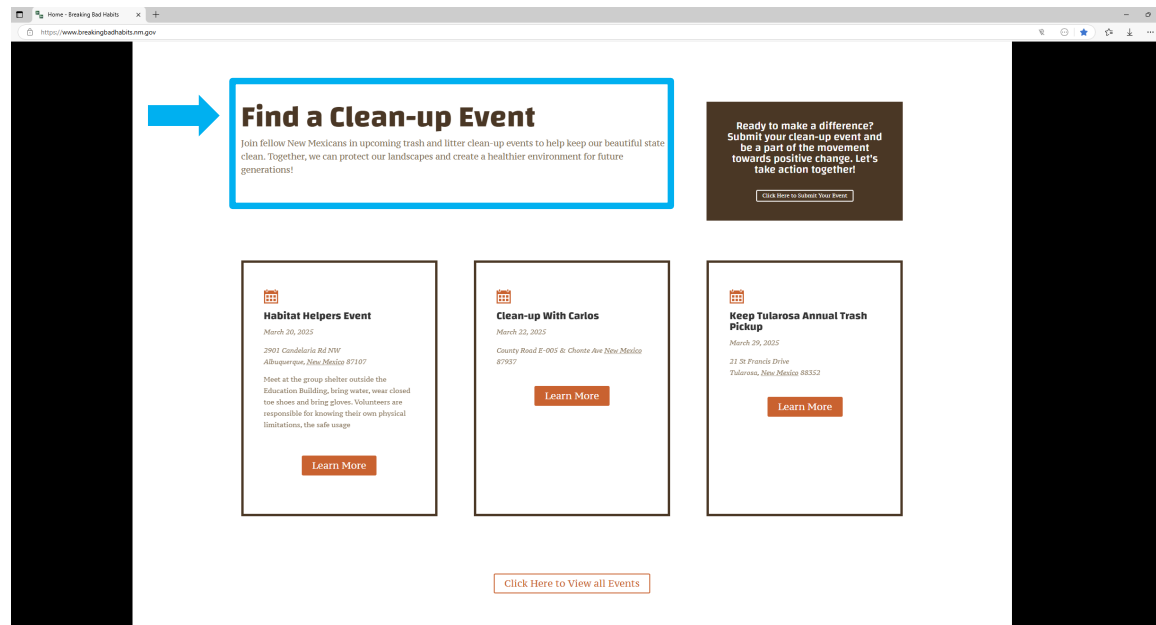 Home - Breaking Bad Habits
https://www.breakingbadhabits.nm.gov
Find a Clean-up Event
Join fellow New Mexicans in upcoming trash and litter clean-up events to help keep our beautiful state
clean. Together, we can protect our landscapes and create a healthier environment for future
generations!
Ready to make a difference?
Submit your clean-up event and
be a part of the movement
towards positive change. Let's
take action together!
Click Here to Submit Your Event
Habitat Helpers Event
March 20, 2025
2901 Candelaria Rd NW
Albuquerque, New Mexico 87107
Meet at the group shelter outside the
Education Building, bring water, wear closed
toe shoes and bring gloves. Volunteers are
responsible for knowing their own physical
limitations, the safe usage
Learn More
Clean-up With Carlos
March 22, 2025
County Road E-005 & Chonte Ave New Mexico
87937
Learn More
Keep Tularosa Annual Trash
Pickup
March 29, 2025
21 St Francis Drive
Tularosa, New Mexico 88352
Learn More
Click Here to View all Events